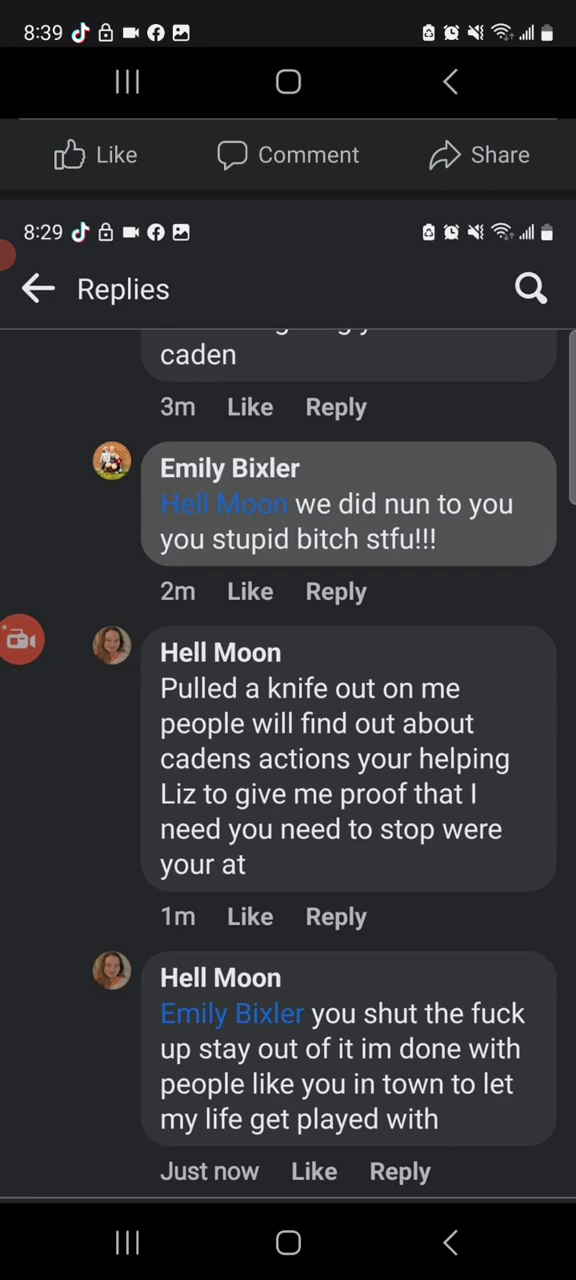 8:39
Like Comment Share
8:29
Replies
caden
3m Like Reply
Emily Bixler
Hell Moon we did nun to you
you stupid bitch stfu!!!
2m Like Reply
Hell Moon
Pulled a knife out on me
people will find out about
cadens actions your helping
Liz to give me proof that I
need you need to stop were
your at
1m Like Reply
Hell Moon
Emily Bixler you shut the fuck
up stay out of it im done with
people like you in town to let
my life get played with
Just now Like Reply